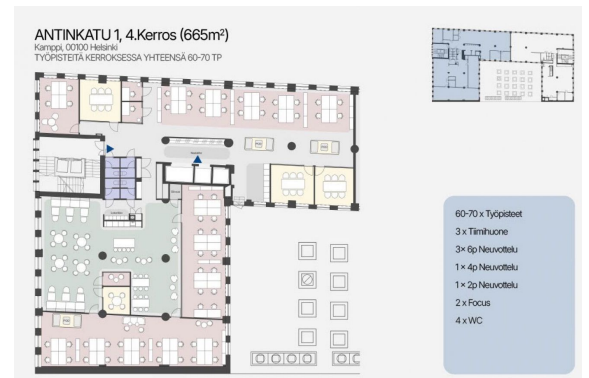 ANTINKATU 1, 4.Kerros (665m²)
Kamppi, 00100 Helsinki
TYÖPISTEITÄ KERROKSESSA YHTEENSÄ 60-70 TP
60-70 x Työpisteet
3 x Tiimihuone
3× 6p Neuvottelu
1 × 4p Neuvottelu
1 × 2p Neuvottelu
2 x Focus
4 x WC